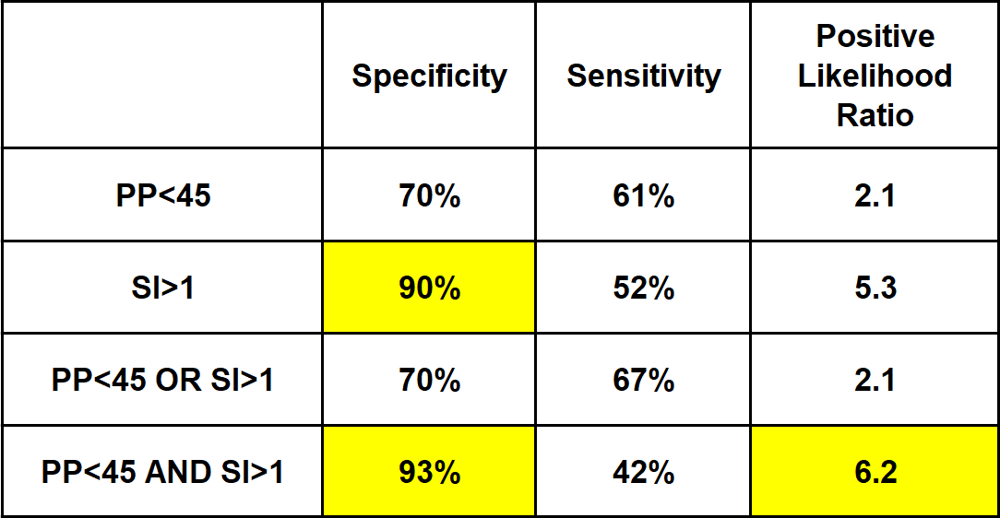 Specificity Sensitivity Positive Likelihood Ratio
PP<45 70% 61% 2.1
SI>1 90% 52% 5.3
PP<45 OR SI>1 70% 67% 2.1
PP<45 AND SI>1 93% 42% 6.2